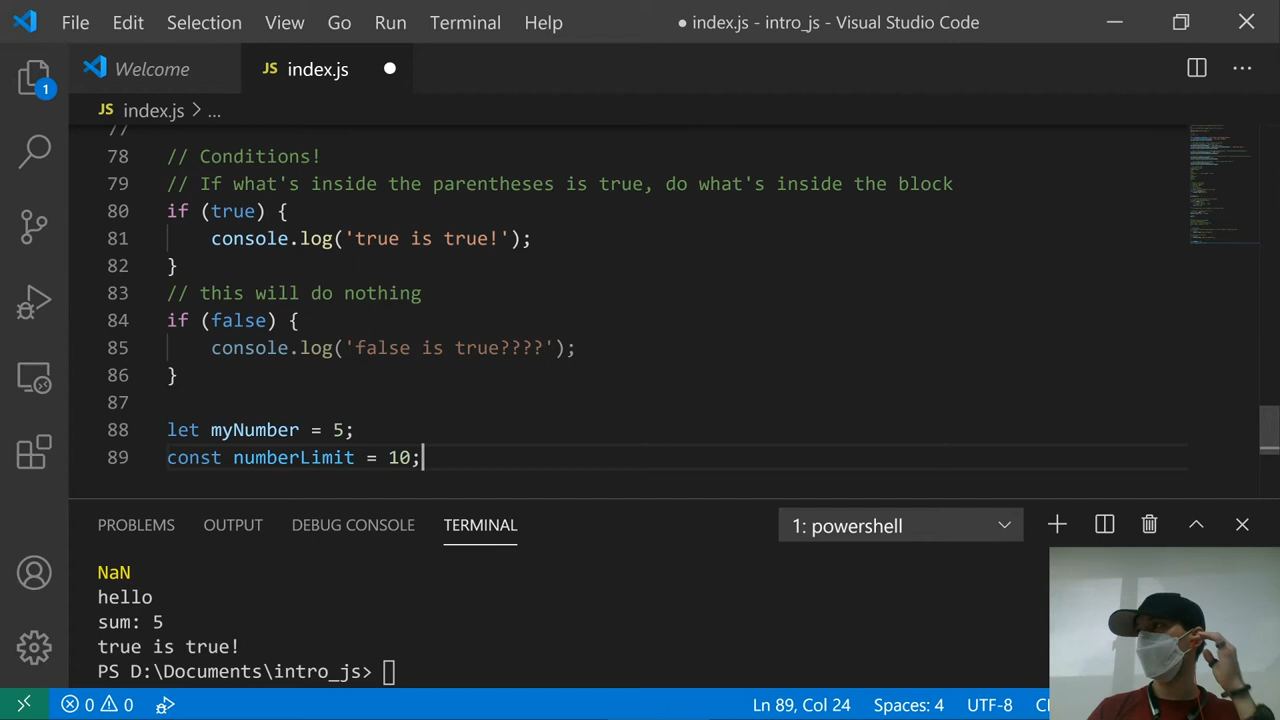 File Edit Selection View Go Run Terminal Help ● index.js - intro_js - Visual Studio Code
Welcome JS index.js
JS index.js > ...
77
78 // Conditions!
79 // If what's inside the parentheses is true, do what's inside the block
80 if (true) {
81 console.log('true is true!');
82 }
83 // this will do nothing
84 if (false) {
85 console.log('false is true????');
86 }
87
88 let myNumber = 5;
89 const numberLimit = 10;
1
PROBLEMS OUTPUT DEBUG CONSOLE TERMINAL 1: powershell
NaN
hello
sum: 5
true is true!
PS D:\Documents\intro_js>
0 0 Ln 89, Col 24 Spaces: 4 UTF-8